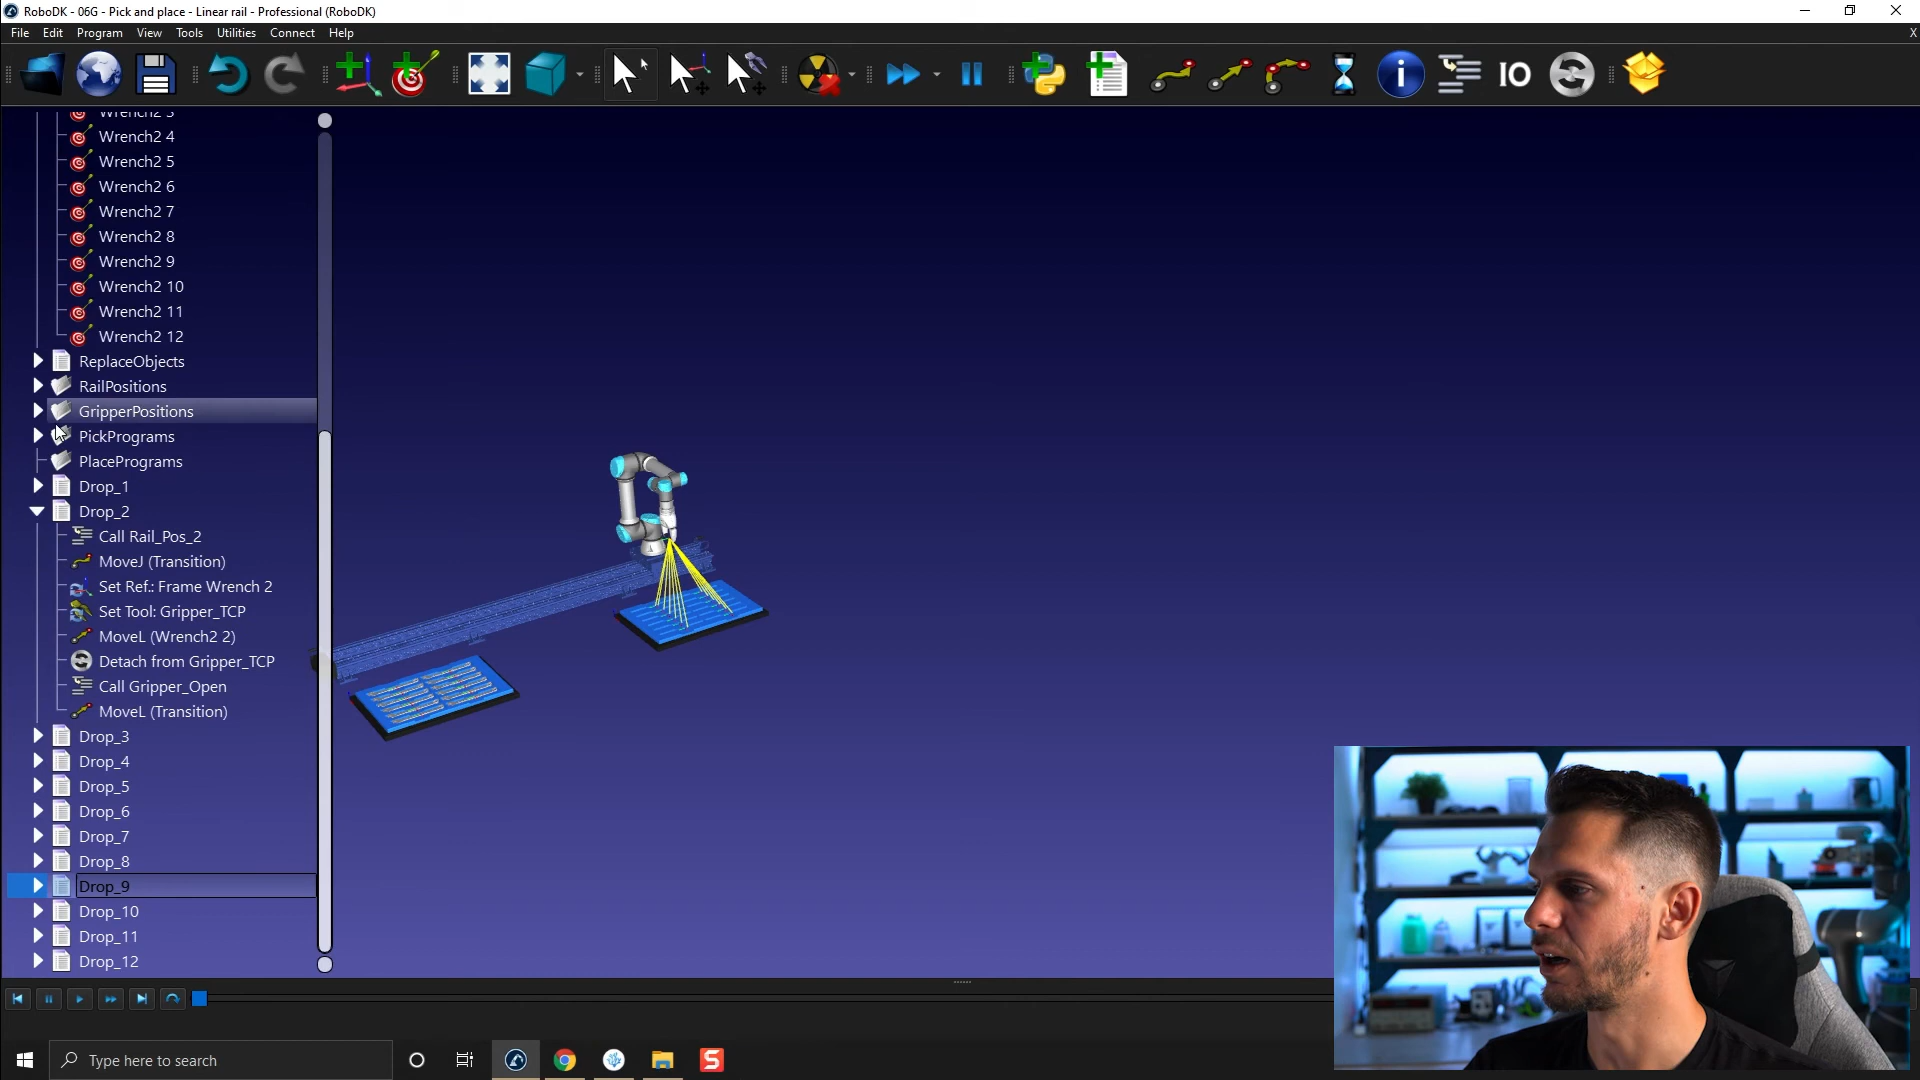 RoboDK - 06G - Pick and place - Linear rail - Professional (RoboDK)
File Edit Program View Tools Utilities Connect Help X
IO
Wrench2 3
Wrench2 4
Wrench2 5
Wrench2 6
Wrench2 7
Wrench2 8
Wrench2 9
Wrench2 10
Wrench2 11
Wrench2 12
ReplaceObjects
RailPositions
GripperPositions
PickPrograms
PlacePrograms
Drop_1
Drop_2
Call Rail_Pos_2
MoveJ (Transition)
Set Ref.: Frame Wrench 2
Set Tool: Gripper_TCP
MoveL (Wrench2 2)
Detach from Gripper_TCP
Call Gripper_Open
MoveL (Transition)
Drop_3
Drop_4
Drop_5
Drop_6
Drop_7
Drop_8
Drop_9
Drop_10
Drop_11
Drop_12
Type here to search
S